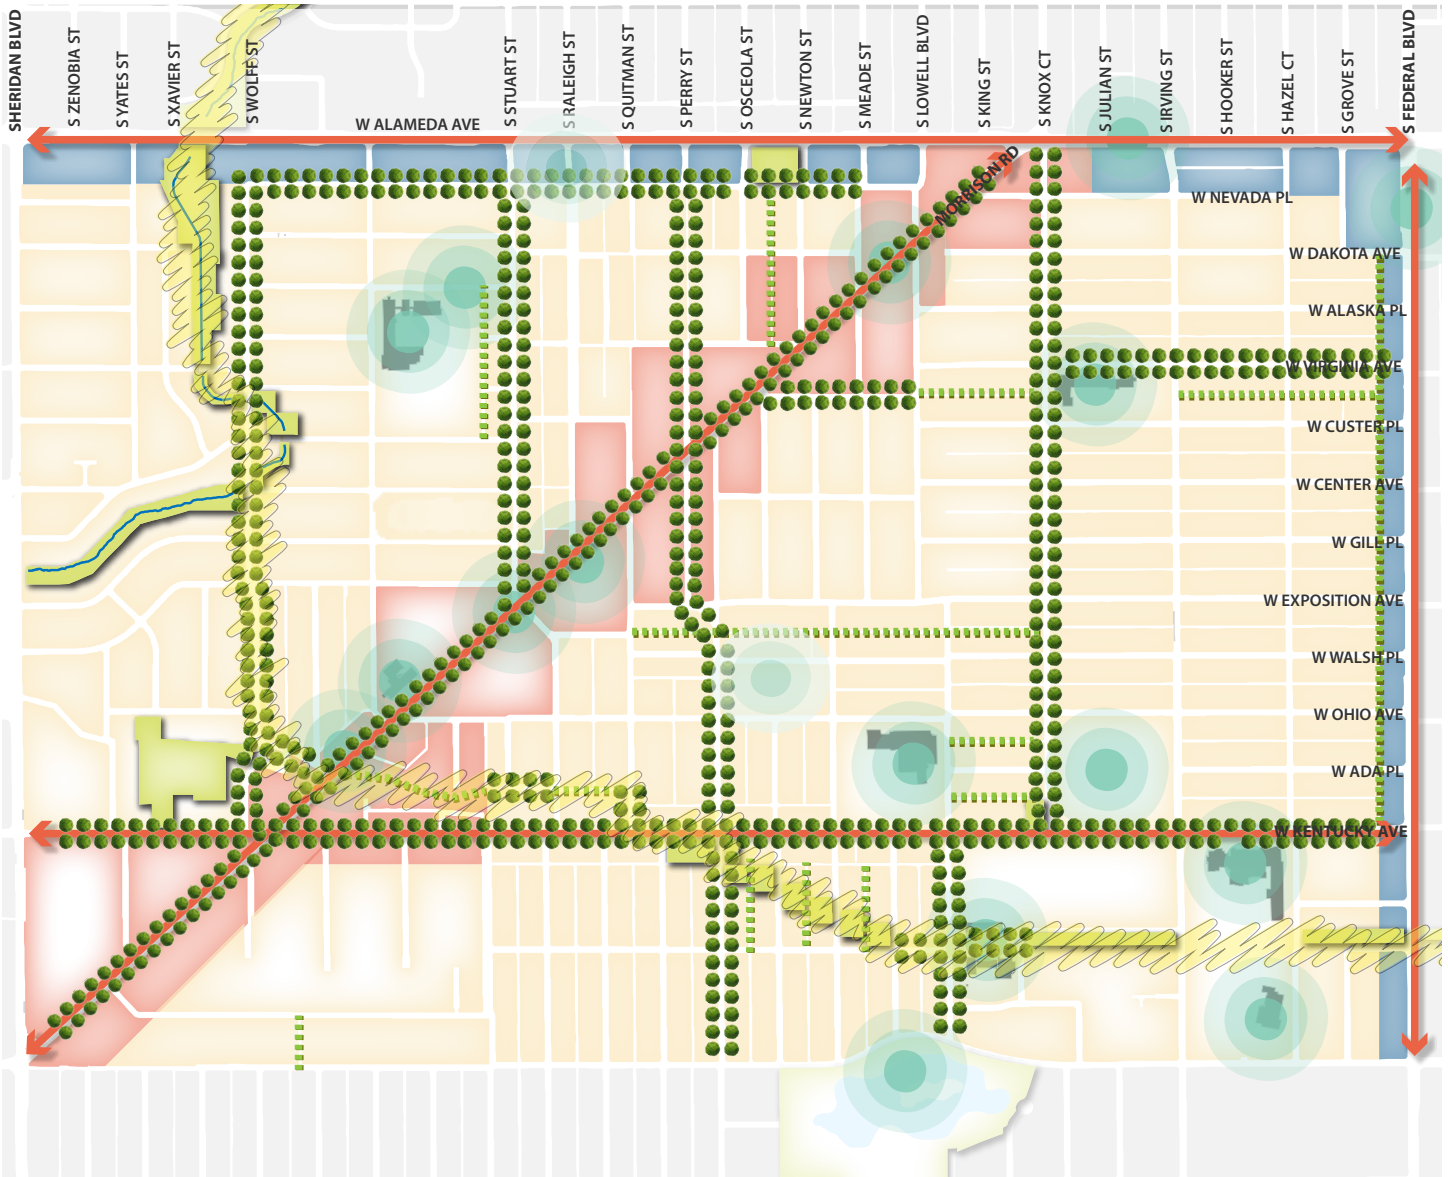 SHERIDAN BLVD
S ZENOBIA ST
S YATES ST
S XAVIER ST
S WOLFF ST
S STUART ST
S RALEIGH ST
S QUITMAN ST
S PERRY ST
S OSCEOLA ST
S NEWTON ST
S MEADE ST
S LOWELL BLVD
S KING ST
S KNOX CT
S JULIAN ST
S IRVING ST
S HOOKER ST
S HAZEL CT
S GROVE ST
S FEDERAL BLVD
W ALAMEDA AVE
MORRISON RD
W NEVADA PL
W DAKOTA AVE
W ALASKA PL
W VIRGINIA AVE
W CUSTER PL
W CENTER AVE
W GILL PL
W EXPOSITION AVE
W WALSH PL
W OHIO AVE
W ADA PL
W KENTUCKY AVE